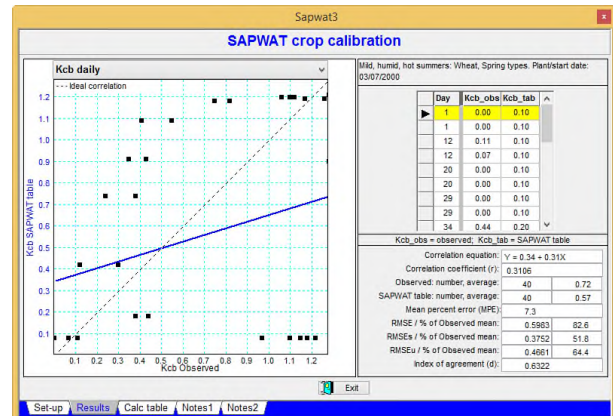 Sapwat3
SAPWAT crop calibration
Kcb daily
Ideal correlation
1.2
1.1
1.0
0.9
0.8
0.7
0.6
0.5
0.4
0.3
0.2
0.1
Kcb SAPWAT table
0.1 0.2 0.3 0.4 0.5 0.6 0.7 0.8 0.9 1.0 1.1 1.2
Kcb Observed
Mild, humid, hot summers: Wheat, Spring types. Plant/start date:
03/07/2000
Day Kcb_obs Kcb_tab
1 0.00 0.10
1 0.00 0.10
12 0.11 0.10
12 0.07 0.10
20 0.00 0.10
20 0.00 0.10
29 0.00 0.10
29 0.00 0.10
34 0.44 0.20
Kcb_obs = observed; Kcb_tab = SAPWAT table
Correlation equation: Y = 0.34 + 0.31X
Correlation coefficient (r): 0.3106
Observed: number, average: 40 0.72
SAPWAT table: number, average: 40 0.57
Mean percent error (MPE): 7.3
RMSE / % of Observed mean: 0.5983 82.6
RMSEs / % of Observed mean: 0.3752 51.8
RMSEu / % of Observed mean: 0.4661 64.4
Index of agreement (d): 0.6322
Exit
Set-up Results Calc table Notes1 Notes2